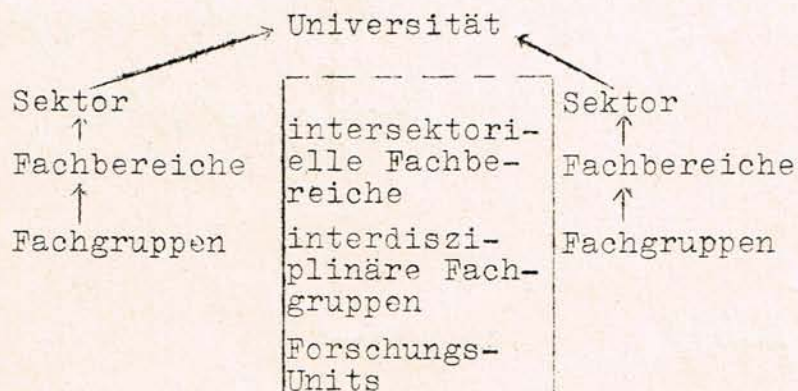 Universität
Sektor
Fachbereiche
Fachgruppen
intersektori-
elle Fachbe-
reiche
interdiszi-
plinäre Fach-
gruppen
Forschungs-
Units
Sektor
Fachbereiche
Fachgruppen